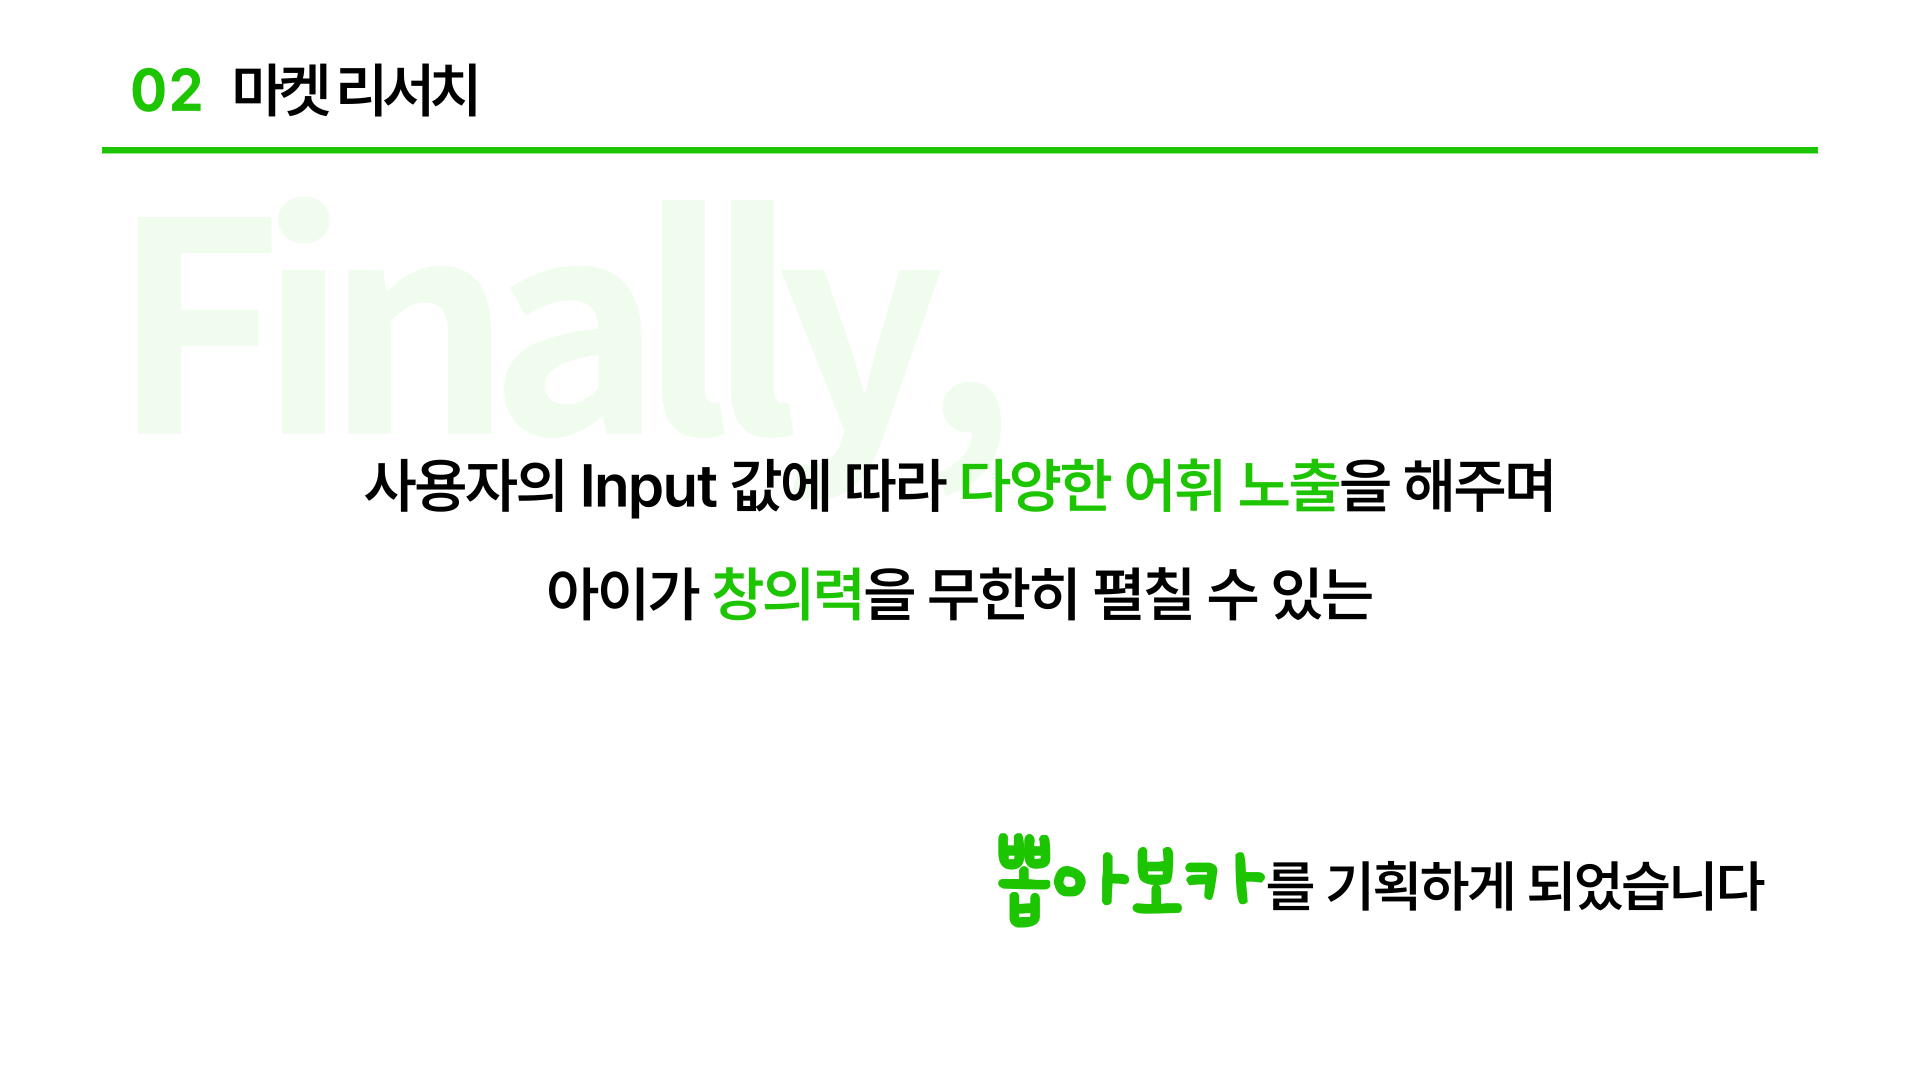 02 마켓 리서치
Finally,
사용자의 Input 값에 따라 다양한 어휘 노출을 해주며
아이가 창의력을 무한히 펼칠 수 있는
뽑아보카를 기획하게 되었습니다